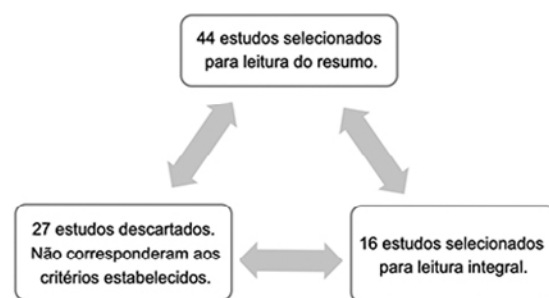 44 estudos selecionados
para leitura do resumo.
27 estudos descartados.
Não corresponderam aos
critérios estabelecidos.
16 estudos selecionados
para leitura integral.